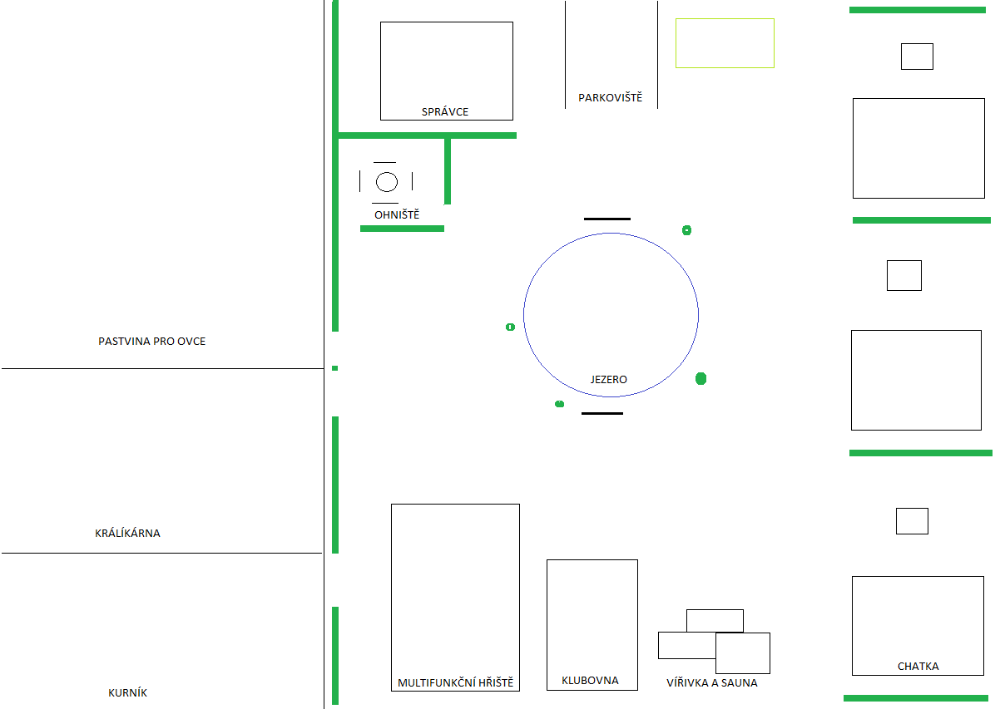 PARKOVIŠTĚ
SPRÁVCE
OHNIŠTĚ
PASTVINA PRO OVCE
JEZERO
KRÁLÍKÁRNA
CHATKA
KLUBOVNA
MULTIFUNKČNÍ HŘIŠTĚ
VÍŘIVKA A SAUNA
KURNÍK